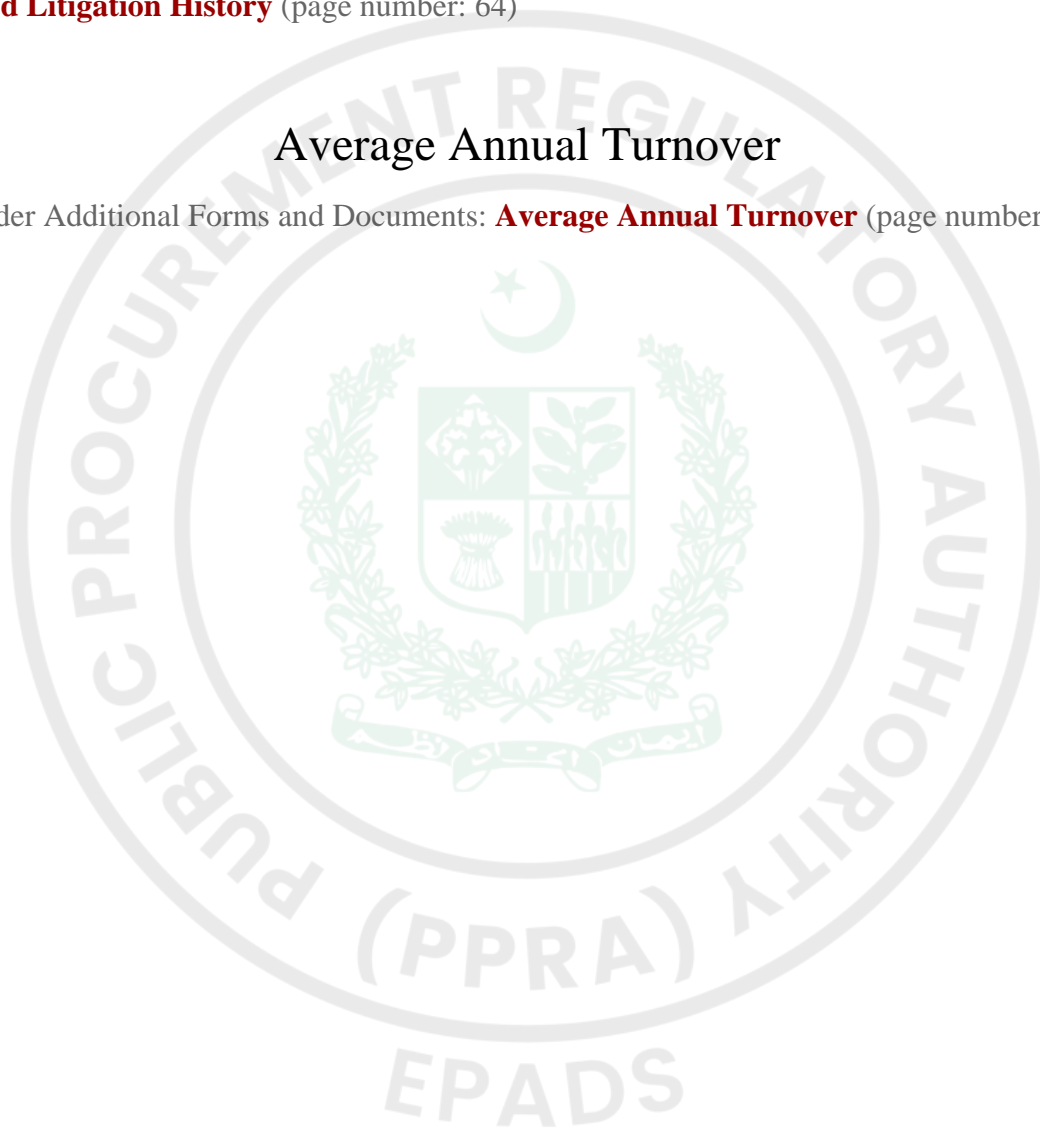 d Litigation History (page number: 64)
Average Annual Turnover
der Additional Forms and Documents: Average Annual Turnover (page number
PUBLIC PROCUREMENT REGULATORY AUTHORITY
(PPRA)
EPADS